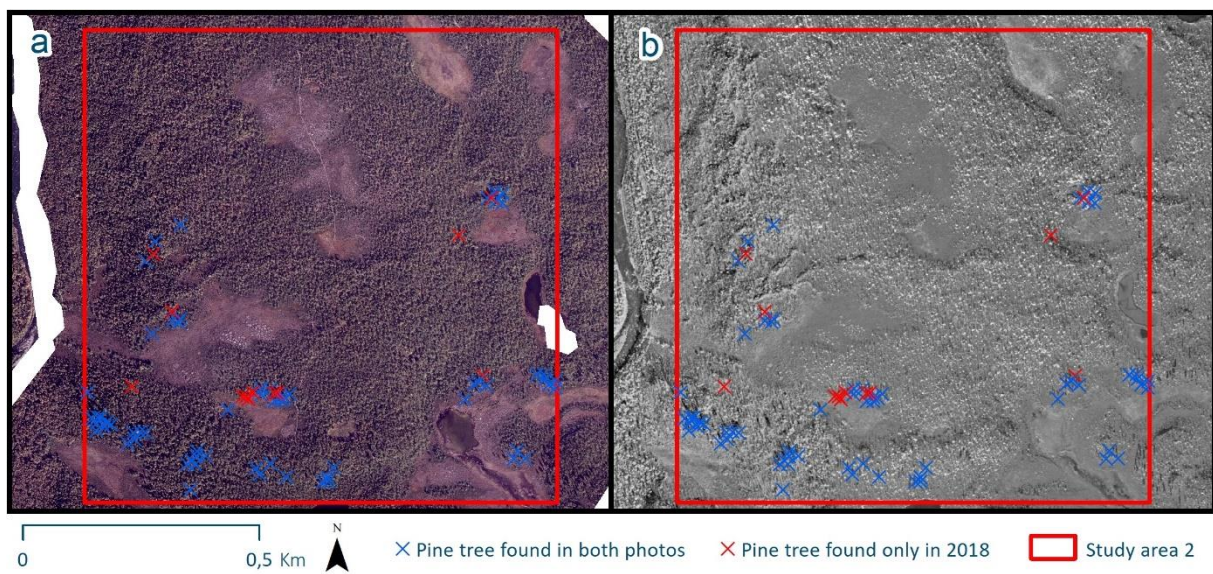 a
b
N
0
0,5 Km
Pine tree found in both photos
Pine tree found only in 2018
Study area 2